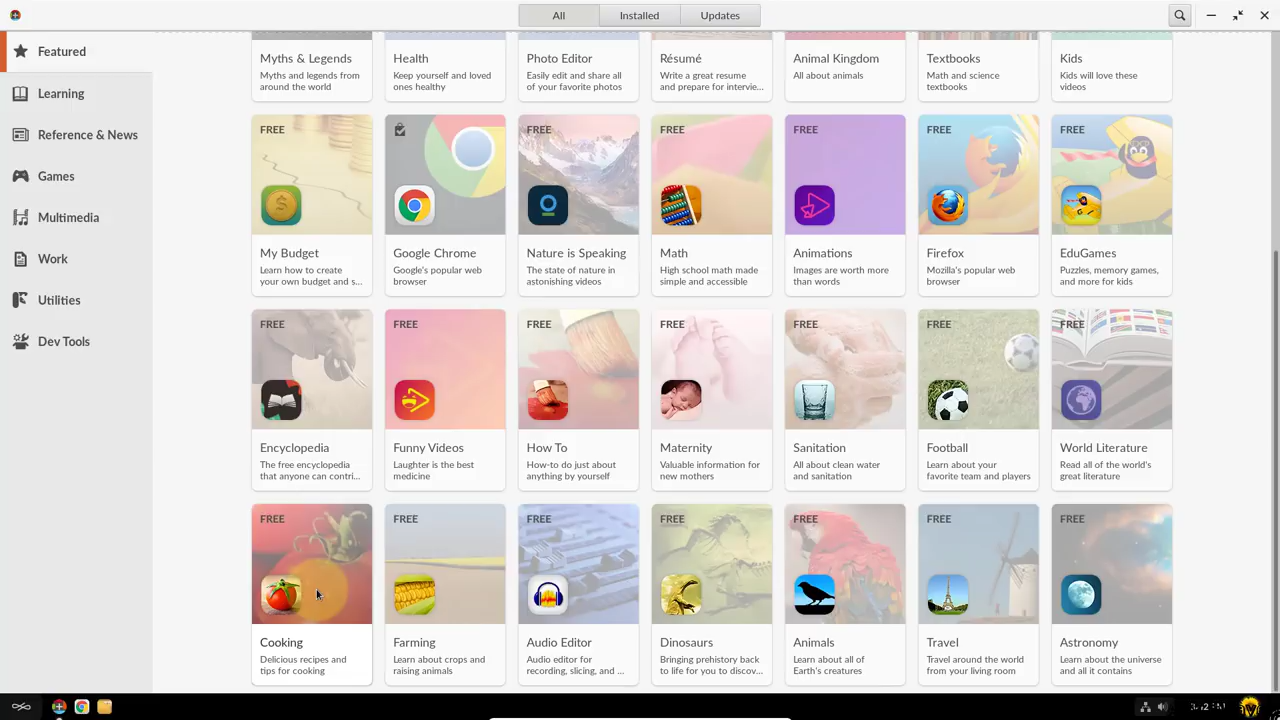 All Installed Updates
Featured
Learning
Reference & News
Games
Multimedia
Work
Utilities
Dev Tools
Myths & Legends
Myths and legends from
around the world
Health
Keep yourself and loved
ones healthy
Photo Editor
Easily edit and share all
of your favorite photos
Résumé
Write a great resume
and prepare for intervie...
Animal Kingdom
All about animals
Textbooks
Math and science
textbooks
Kids
Kids will love these
videos
FREE
My Budget
Learn how to create
your own budget and s...
Google Chrome
Google's popular web
browser
FREE
Nature is Speaking
The state of nature in
astonishing videos
FREE
Math
High school math made
simple and accessible
FREE
Animations
Images are worth more
than words
FREE
Firefox
Mozilla's popular web
browser
FREE
EduGames
Puzzles, memory games,
and more for kids
FREE
Encyclopedia
The free encyclopedia
that anyone can contri...
FREE
Funny Videos
Laughter is the best
medicine
FREE
How To
How-to do just about
anything by yourself
FREE
Maternity
Valuable information for
new mothers
FREE
Sanitation
All about clean water
and sanitation
FREE
Football
Learn about your
favorite team and players
FREE
World Literature
Read all of the world's
great literature
FREE
Cooking
Delicious recipes and
tips for cooking
FREE
Farming
Learn about crops and
raising animals
FREE
Audio Editor
Audio editor for
recording, slicing, and ...
FREE
Dinosaurs
Bringing prehistory back
to life for you to discov...
FREE
Animals
Learn about all of
Earth's creatures
FREE
Travel
Travel around the world
from your living room
FREE
Astronomy
Learn about the universe
and all it contains